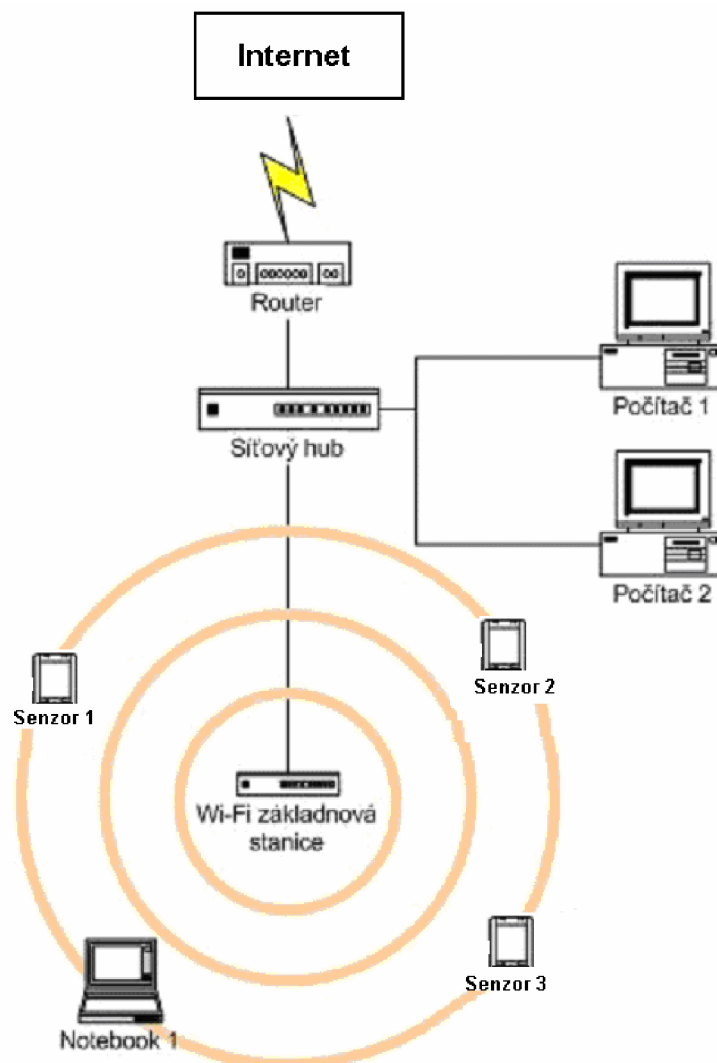 Internet
Router
Síťový hub
Počítač 1
Počítač 2
Senzor 1
Senzor 2
Wi-Fi základnová
stanice
Senzor 3
Notebook 1